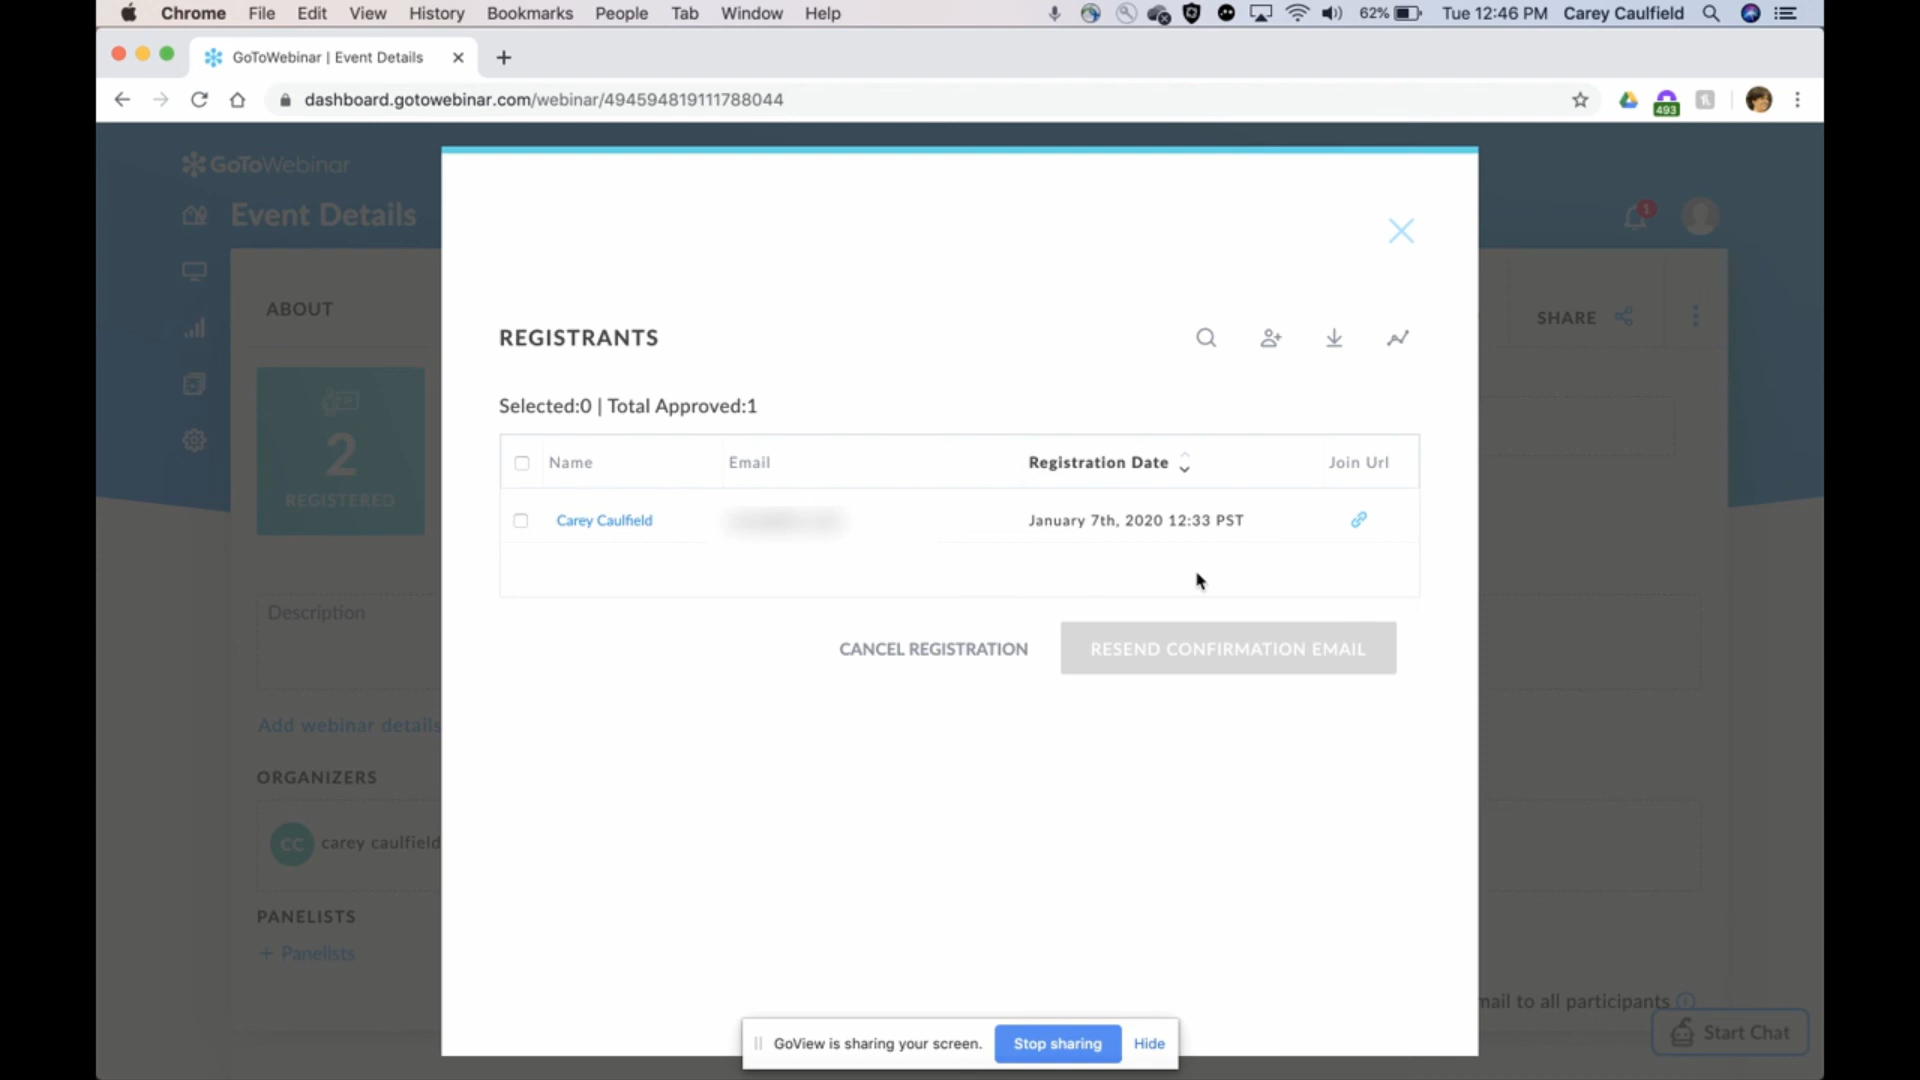 Chrome File Edit View History Bookmarks People Tab Window Help 62% Tue 12:46 PM Carey Caulfield
GoToWebinar | Event Details
dashboard.gotowebinar.com/webinar/494594819111788044
493
GoToWebinar
Event Details
1
ABOUT
SHARE
REGISTRANTS
Selected:0 | Total Approved:1
2
REGISTERED
Name Email Registration Date Join Url
Carey Caulfield January 7th, 2020 12:33 PST
Description
CANCEL REGISTRATION RESEND CONFIRMATION EMAIL
Add webinar details
ORGANIZERS
CC carey caulfield
PANELISTS
+ Panelists
mail to all participants
Start Chat
GoView is sharing your screen. Stop sharing Hide